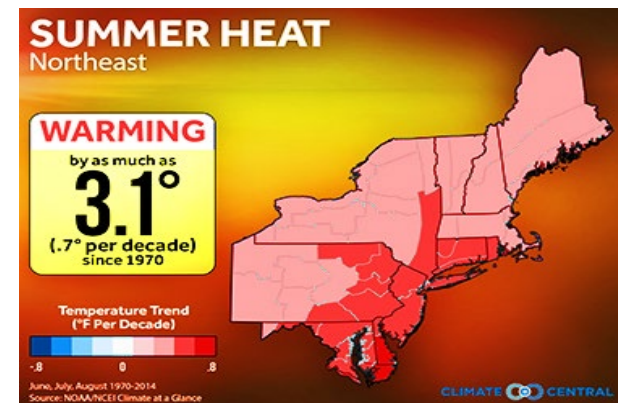 SUMMER HEAT
Northeast
WARMING
by as much as
3.1°
(.7° per decade)
since 1970
Temperature Trend
(°F Per Decade)
-.8 0 .8
June, July, August 1970-2014
Source: NOAA/NCEI Climate at a Glance
CLIMATE CENTRAL